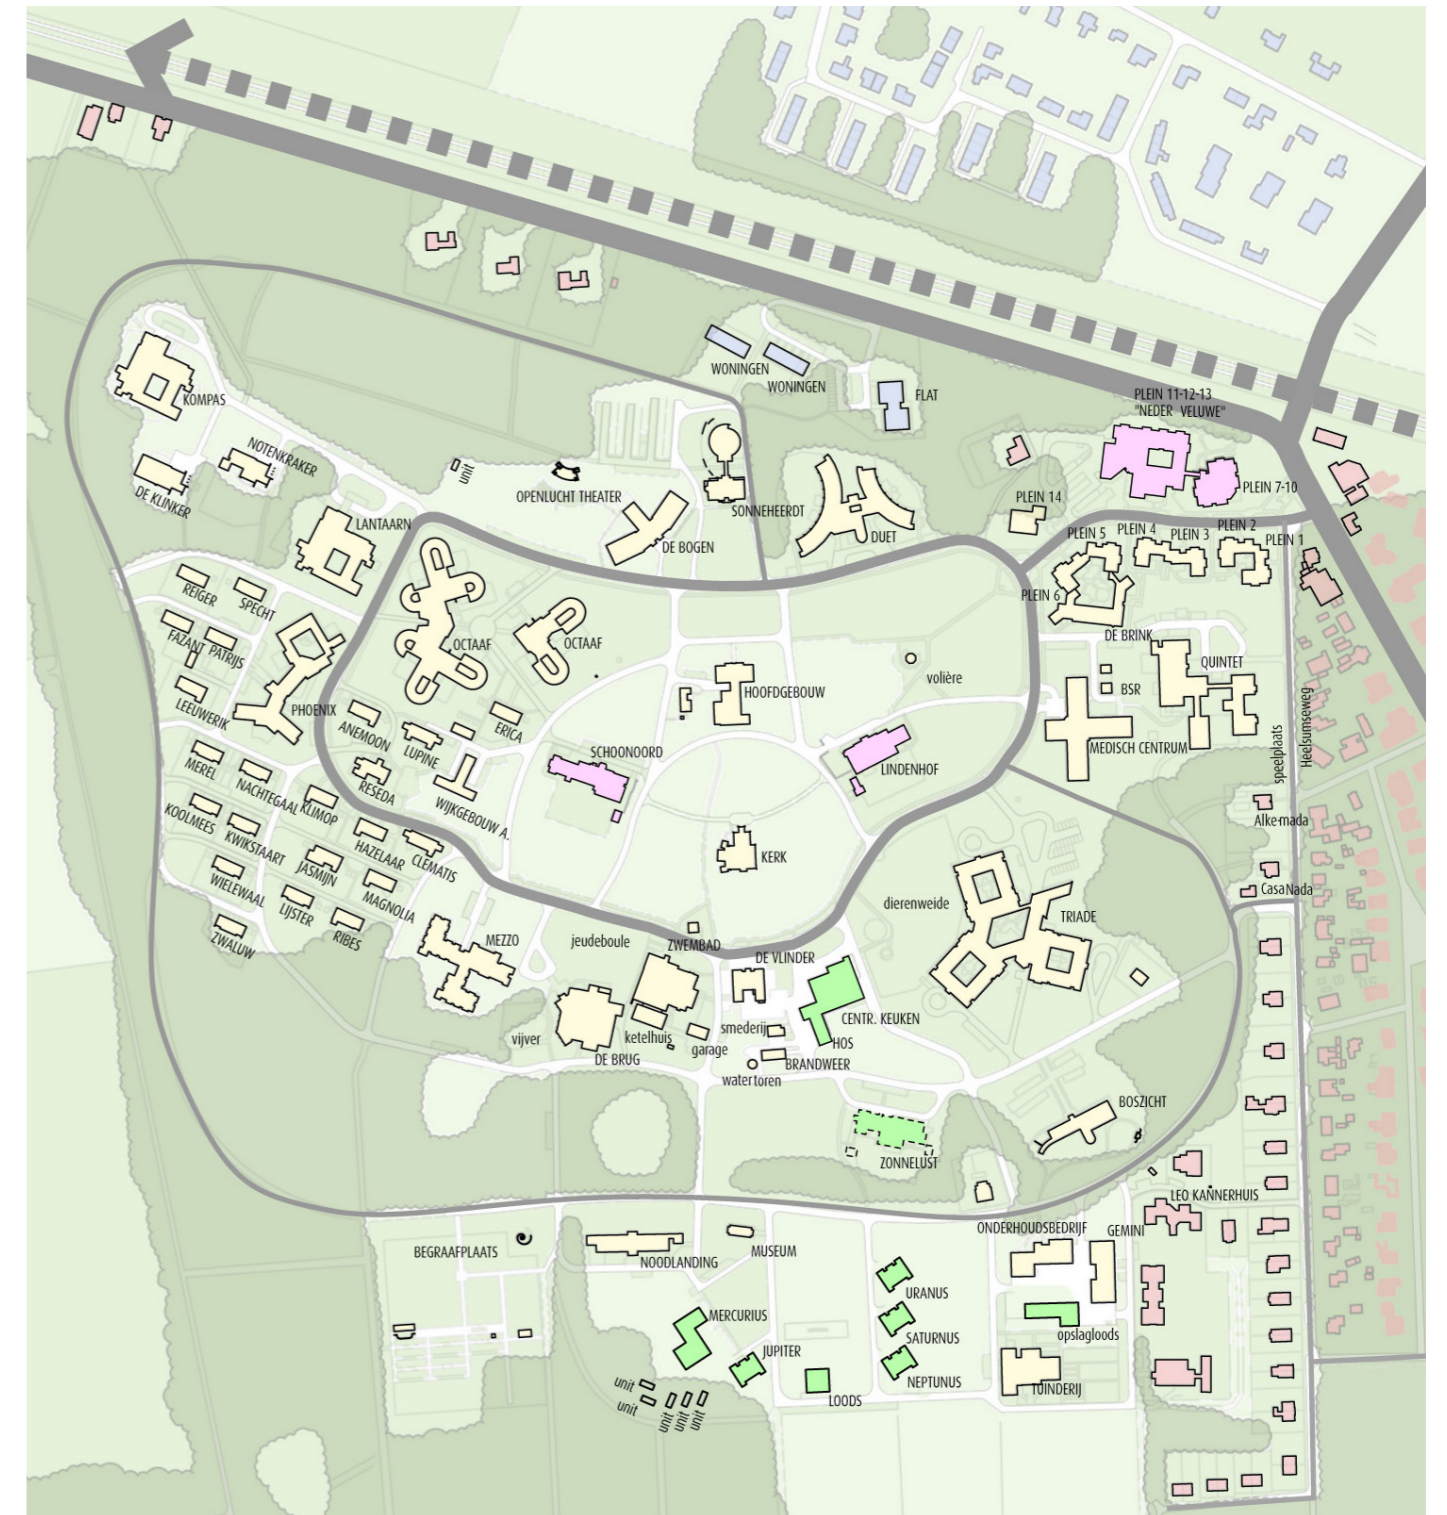 WONINGEN
WONINGEN
FLAT
PLEIN 11-12-13
"NEDER VELUWE"
KOMPAS
NOTENKRAKER
DE KLINKER
unit
OPENLUCHT THEATER
SONNEHEERDT
PLEIN 14
PLEIN 7-10
LANTAARN
DE BOGEN
DUET
PLEIN 5
PLEIN 4
PLEIN 3
PLEIN 2
PLEIN 1
REIGER
SPECHT
PLEIN 6
FAZANT
PATRIJS
OCTAAF
OCTAAF
DE BRINK
QUINTET
LEEUWERIK
PHOENIX
HOOFDGEBOUW
volière
BSR
ANEMOON
LUPINE
ERICA
SCHOONOORD
LINDENHOF
MEDISCH CENTRUM
speelplaats
Heelsumseweg
MEREL
NACHTEGAAL
RESEDA
WIJKGEBOUW A.
KLIMOP
KOOLMEES
KWIKSTAART
HAZELAAR
CLEMATIS
Alke-mada
KERK
WIELEWAAL
JASMIJN
MAGNOLIA
CasaNada
LIJSTER
RIBES
dierenweide
TRIADE
ZWALUW
MEZZO
jeudeboule
ZWEMBAD
DE VLINDER
vijver
ketelhuis
smederij
CENTR. KEUKEN
DE BRUG
garage
HOS
BRANDWEER
watertoren
BOSZICHT
ZONNELUST
LEO KANNERHUIS
BEGRAAFPLAATS
NOODLANDING
MUSEUM
ONDERHOUDSBEDRIJF
GEMINI
URANUS
MERCURIUS
SATURNUS
opslagloods
JUPITER
NEPTUNUS
TUINDERIJ
LOODS
unit
unit
unit
unit
unit